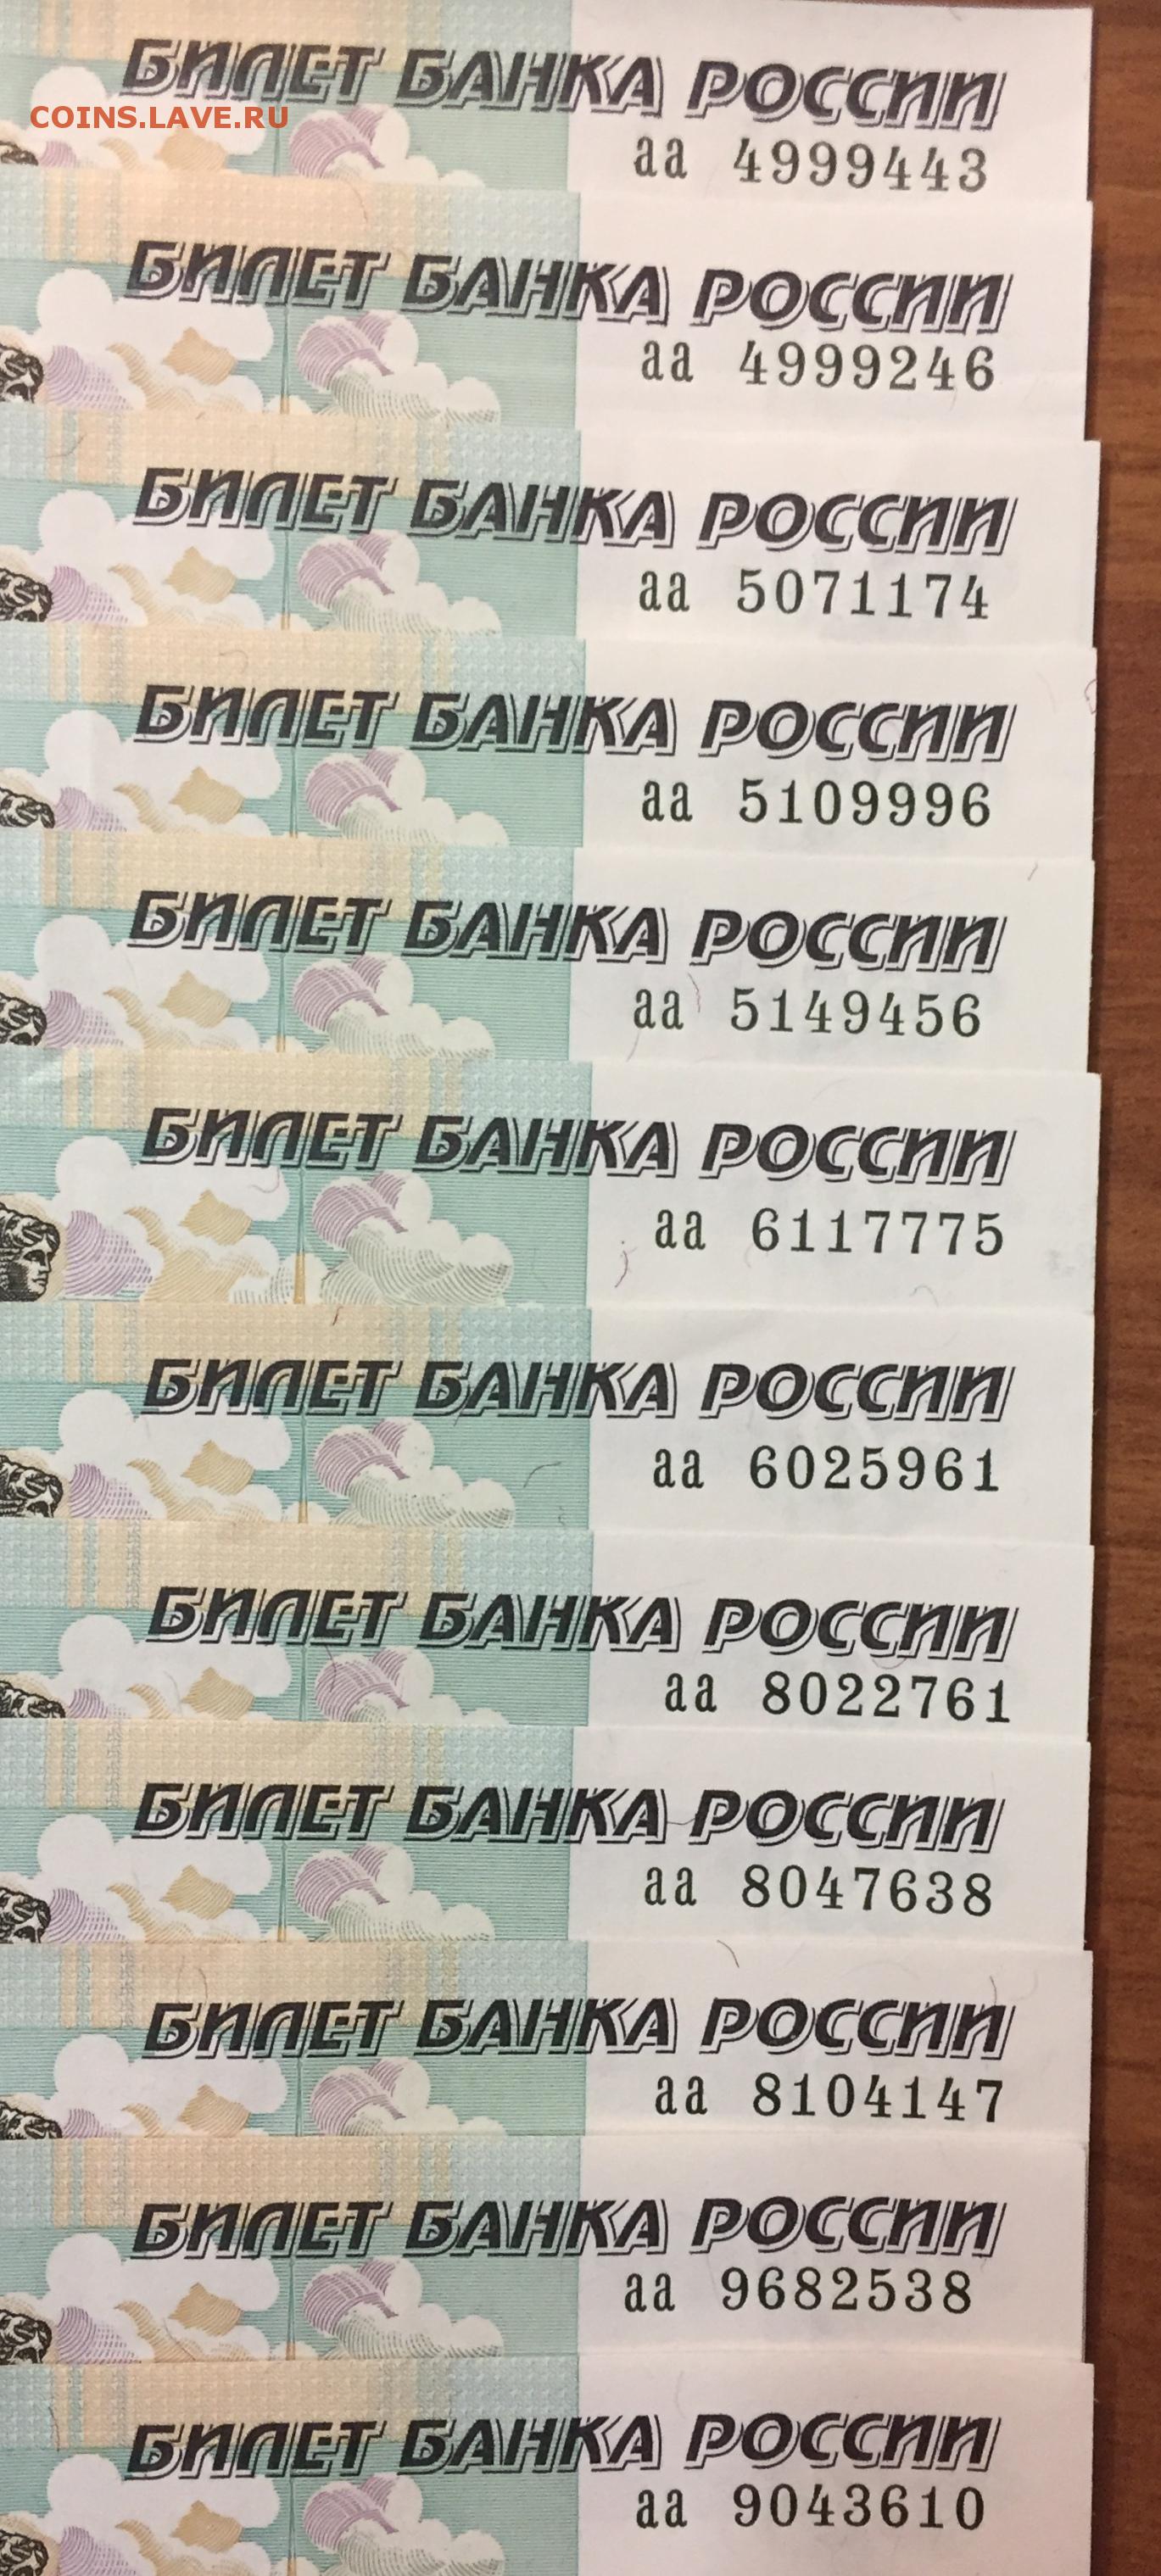 БИЛЕТ БАНКА РОССИИ
COINS.LAVE.RU
аа 4999443
БИЛЕТ БАНКА РОССИИ
аа 4999246
БИЛЕТ БАНКА РОССИИ
аа 5071174
БИЛЕТ БАНКА РОССИИ
аа 5109996
БИЛЕТ БАНКА РОССИИ
аа 5149456
БИЛЕТ БАНКА РОССИИ
аа 6117775
БИЛЕТ БАНКА РОССИИ
аа 6025961
БИЛЕТ БАНКА РОССИИ
аа 8022761
БИЛЕТ БАНКА РОССИИ
аа 8047638
БИЛЕТ БАНКА РОССИИ
аа 8104147
БИЛЕТ БАНКА РОССИИ
аа 9682538
БИЛЕТ БАНКА РОССИИ
аа 9043610